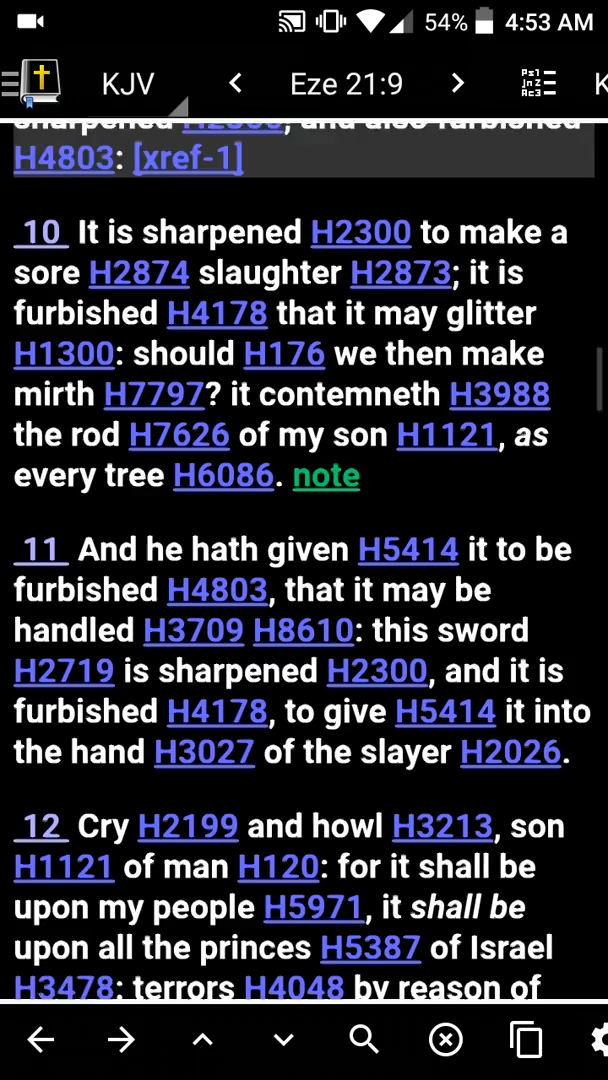 54% 4:53 AM
KJV Eze 21:9 K
sharpened H2300, and also furbished
H4803: [xref-1]
10 It is sharpened H2300 to make a
sore H2874 slaughter H2873; it is
furbished H4178 that it may glitter
H1300: should H176 we then make
mirth H7797? it contemneth H3988
the rod H7626 of my son H1121, as
every tree H6086. note
11 And he hath given H5414 it to be
furbished H4803, that it may be
handled H3709 H8610: this sword
H2719 is sharpened H2300, and it is
furbished H4178, to give H5414 it into
the hand H3027 of the slayer H2026.
12 Cry H2199 and howl H3213, son
H1121 of man H120: for it shall be
upon my people H5971, it shall be
upon all the princes H5387 of Israel
H3478: terrors H4048 by reason of